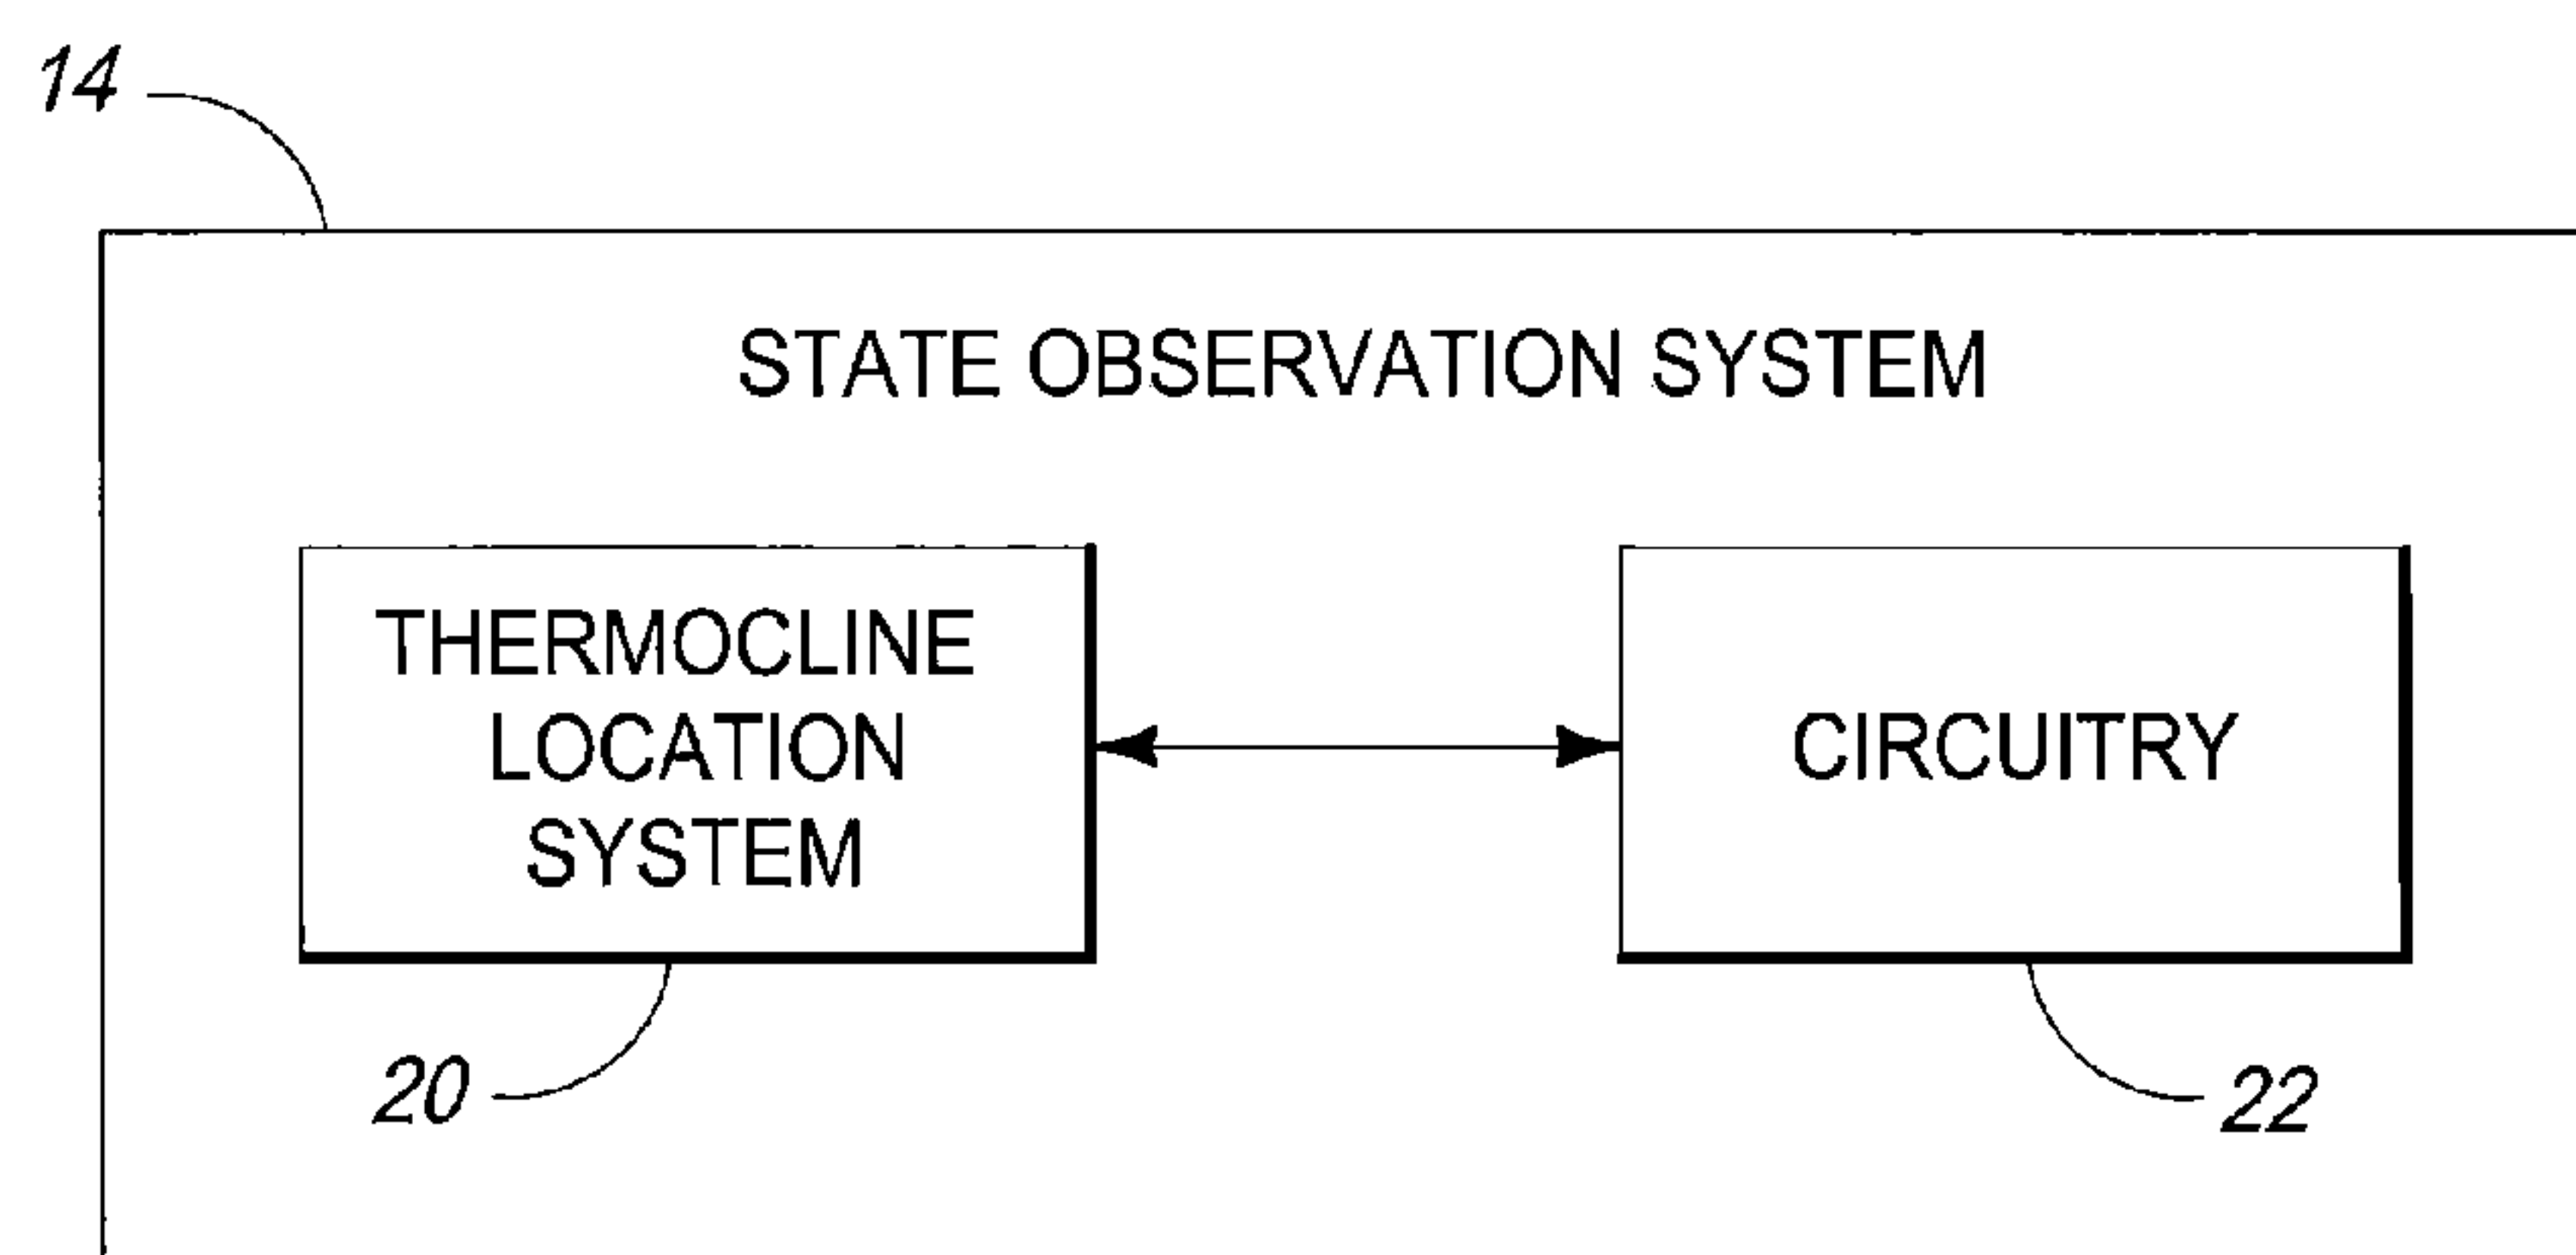 14
STATE OBSERVATION SYSTEM
THERMOCLINE
LOCATION
SYSTEM
CIRCUITRY
20
22